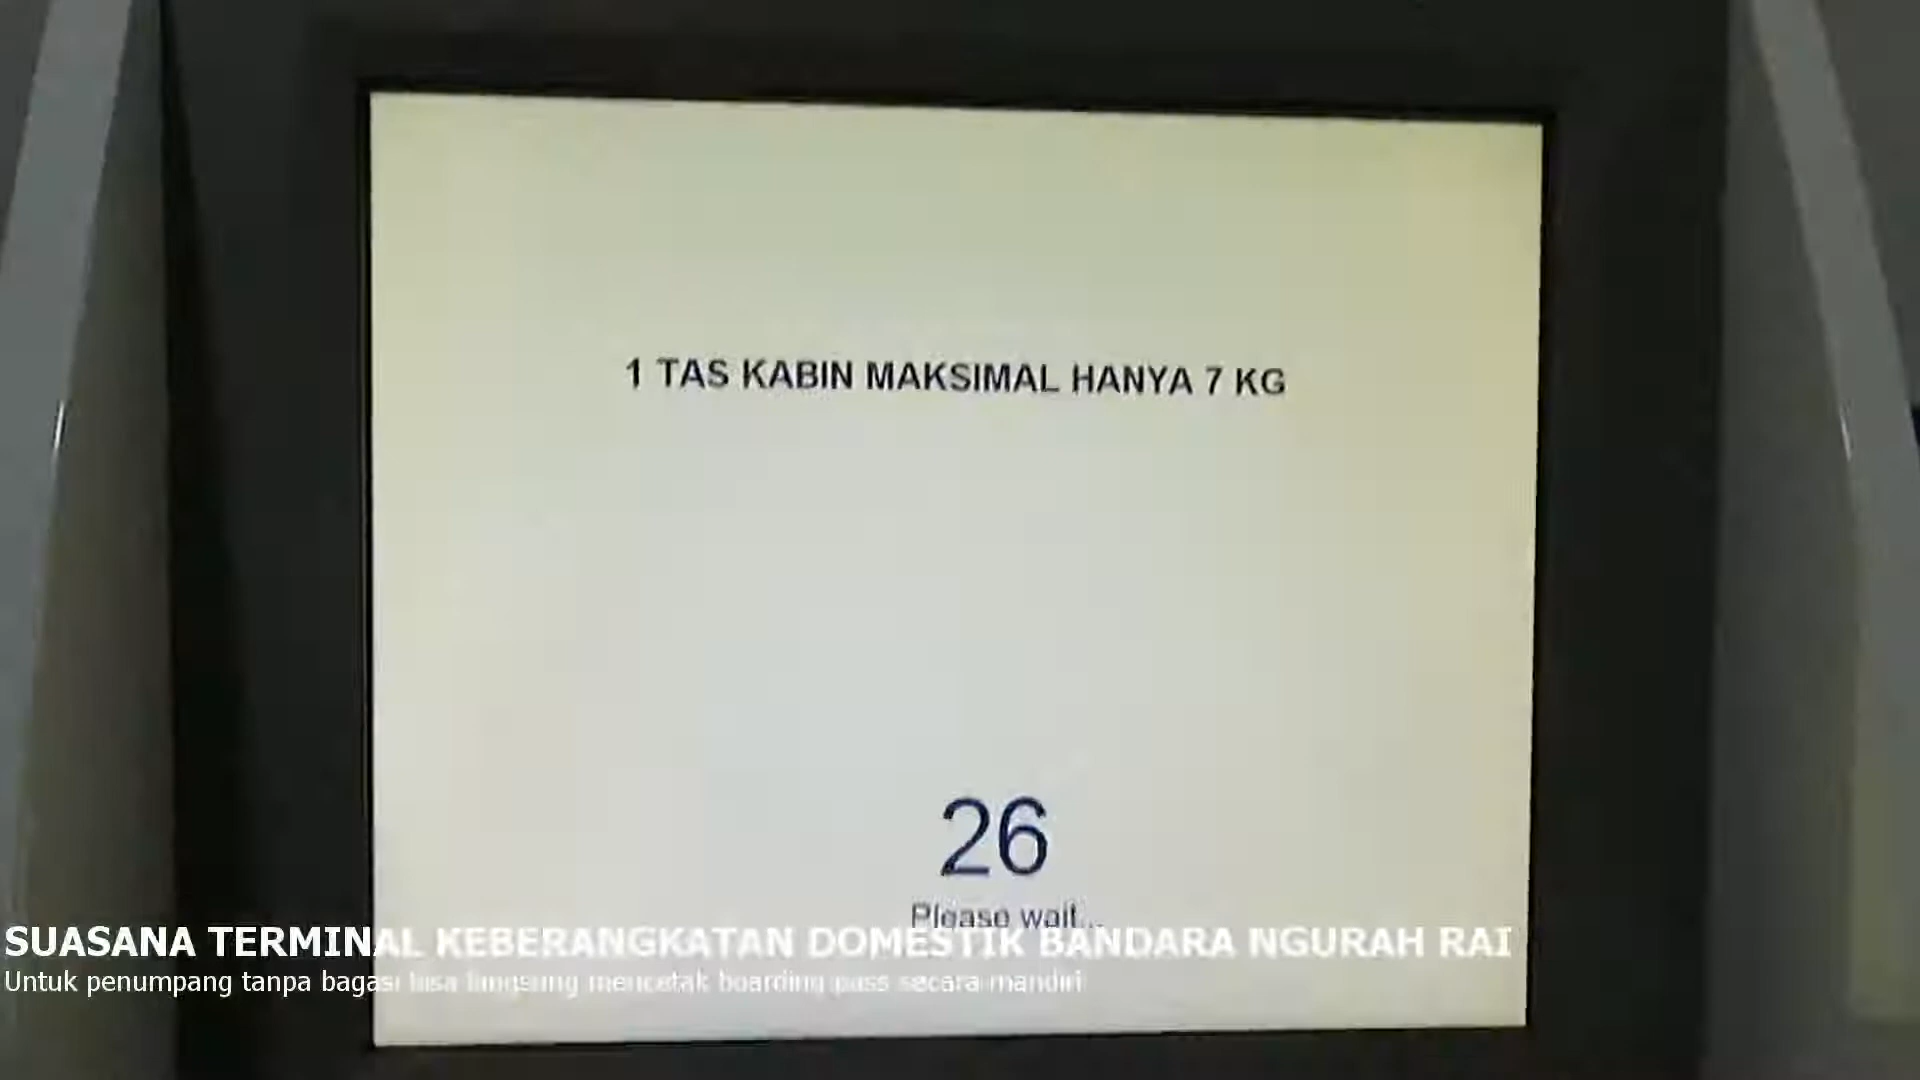 1 TAS KABIN MAKSIMAL HANYA 7 KG
26
Please wait...
SUASANA TERMINAL KEBERANGKATAN DOMESTIK BANDARA NGURAH RAI
Untuk penumpang tanpa bagasi bisa langsung mencetak boarding pass secara mandiri